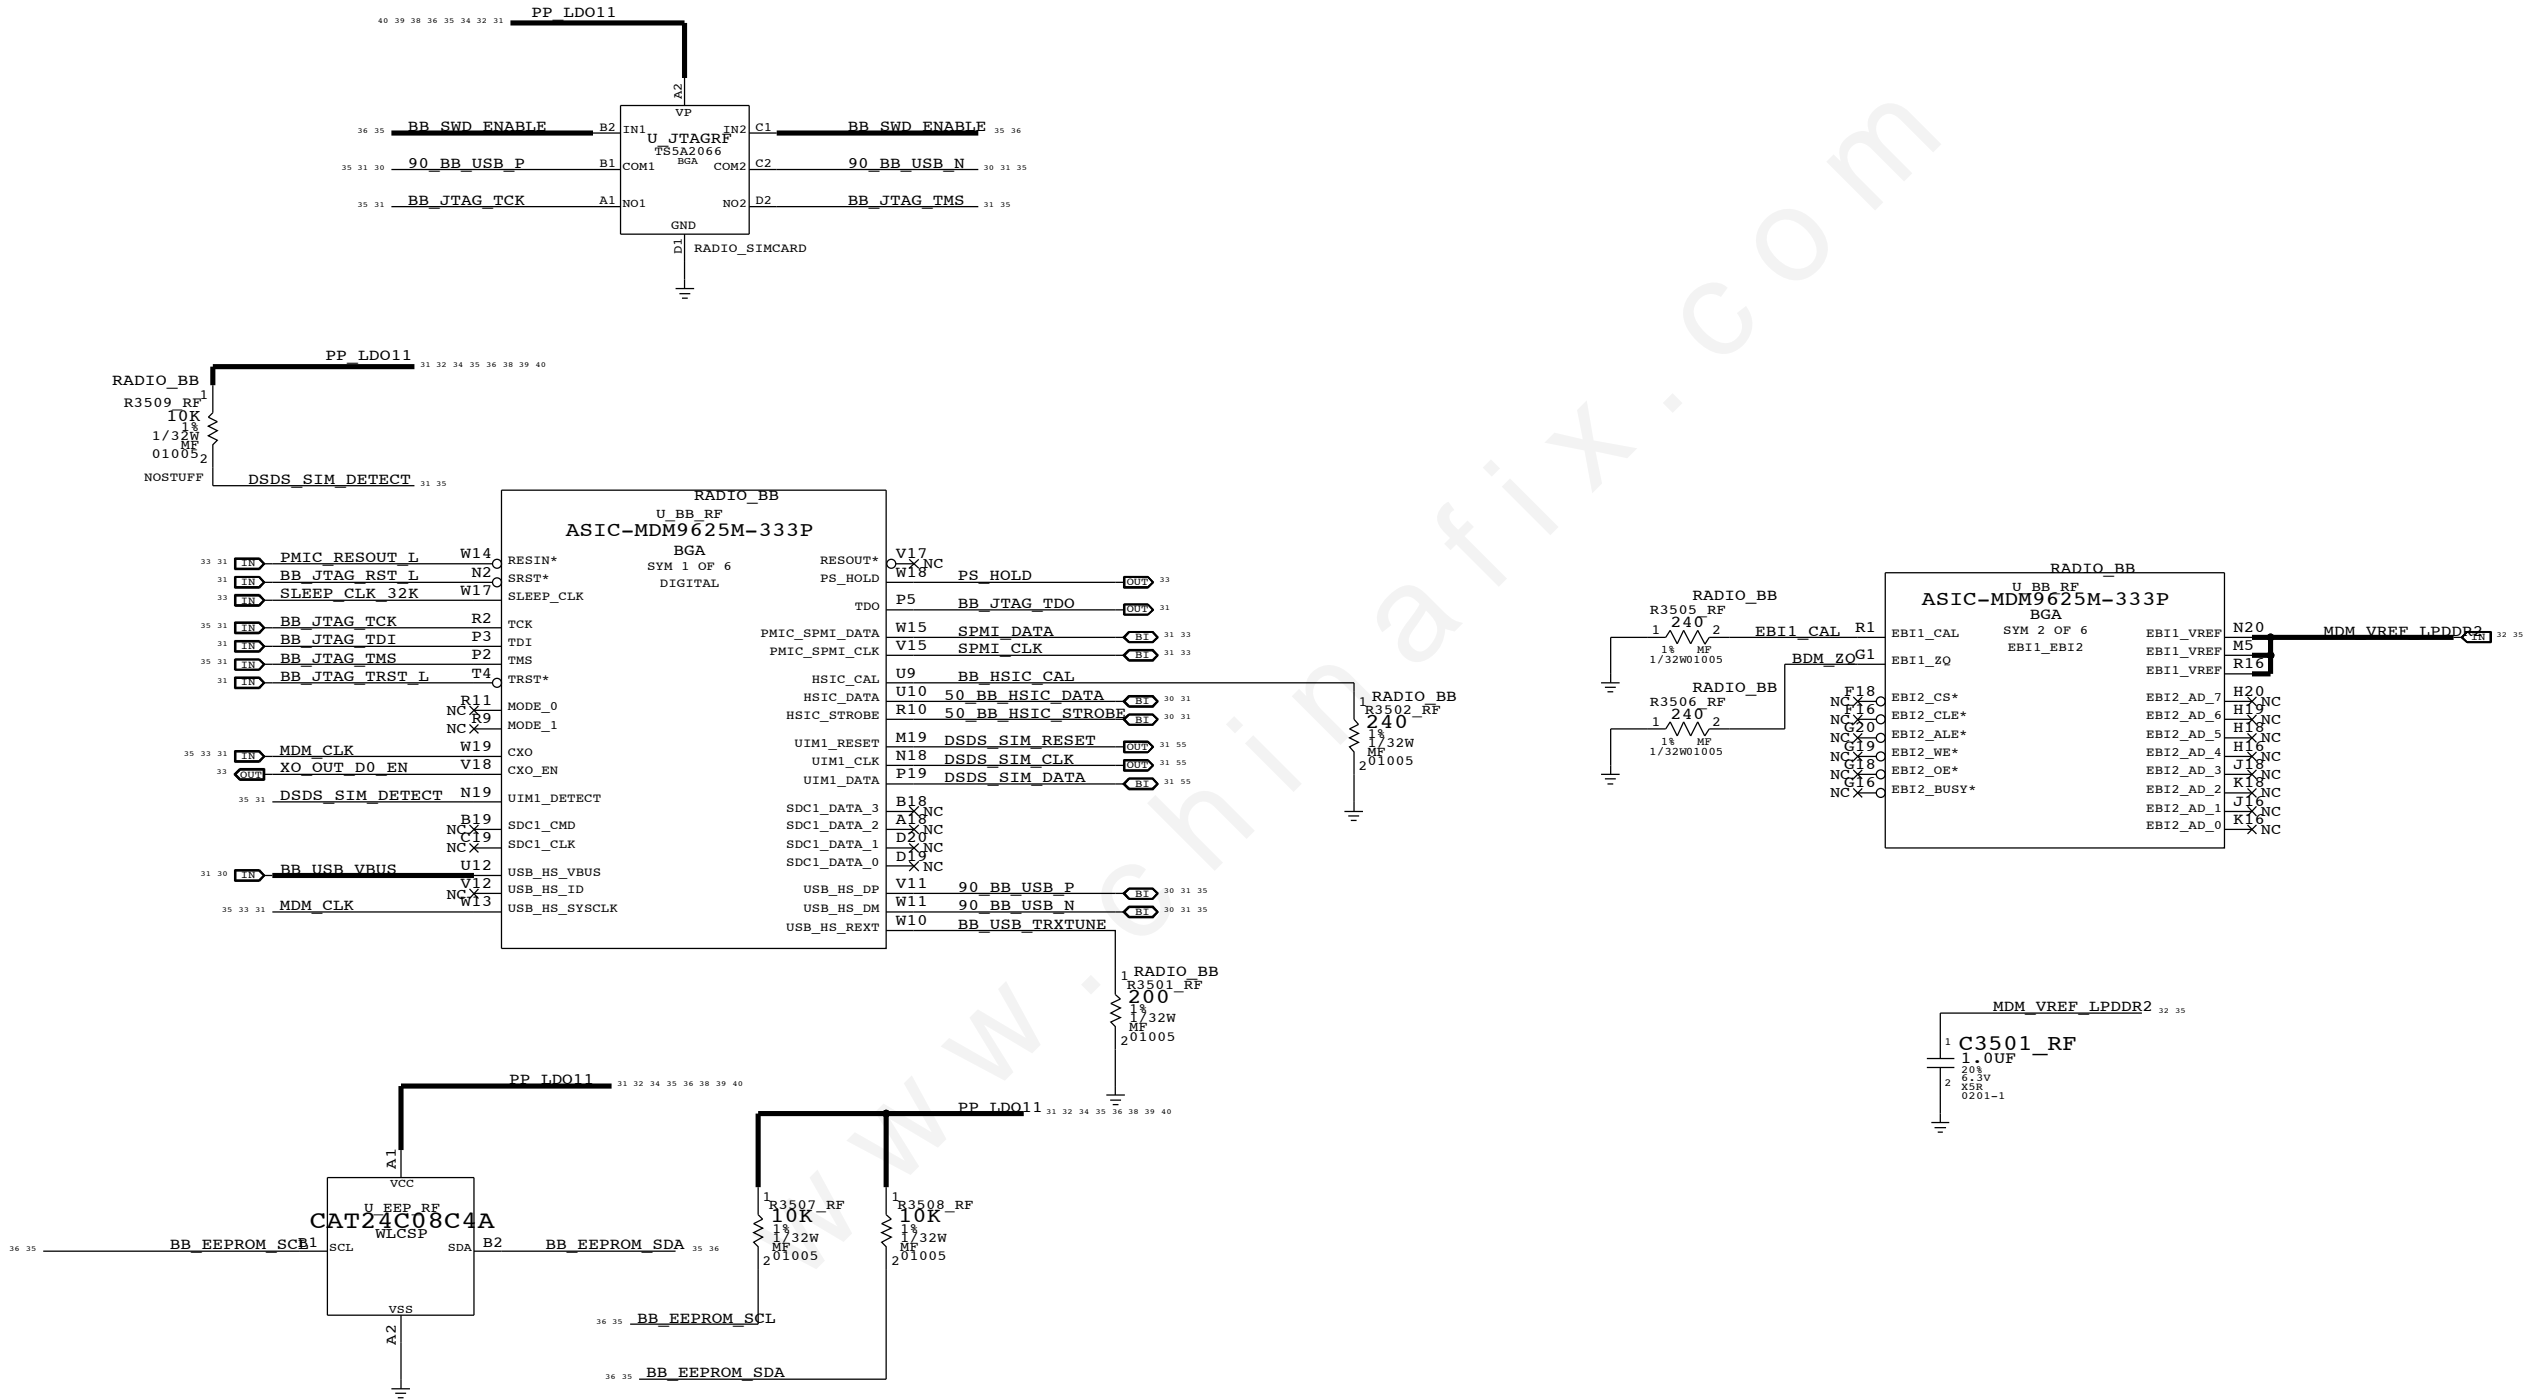 40 39 38 36 35 34 32 31 PP_LDO11
A2
VP
36 35 BB_SWD_ENABLE B2 IN1 IN2 C1 BB_SWD_ENABLE 35 36
U_JTAGRF
TS5A2066
BGA
35 31 30 90_BB_USB_P B1 COM1 COM2 C2 90_BB_USB_N 30 31 35
35 31 BB_JTAG_TCK A1 NO1 NO2 D2 BB_JTAG_TMS 31 35
GND
D1 RADIO_SIMCARD
PP_LDO11 31 32 34 35 36 38 39 40
RADIO_BB
1
R3509_RF
10K
1%
1/32W
MF
01005
2
NOSTUFF
DSDS_SIM_DETECT 31 35
RADIO_BB
U_BB_RF
ASIC-MDM9625M-333P
BGA
SYM 1 OF 6
DIGITAL
33 31 IN PMIC_RESOUT_L W14 RESIN*
31 IN BB_JTAG_RST_L N2 SRST*
33 IN SLEEP_CLK_32K W17 SLEEP_CLK
35 31 IN BB_JTAG_TCK R2 TCK
31 IN BB_JTAG_TDI P3 TDI
35 31 IN BB_JTAG_TMS P2 TMS
31 IN BB_JTAG_TRST_L T4 TRST*
NC R11 MODE_0
NC R9 MODE_1
35 33 31 IN MDM_CLK W19 CXO
33 OUT XO_OUT_D0_EN V18 CXO_EN
35 31 DSDS_SIM_DETECT N19 UIM1_DETECT
NC B19 SDC1_CMD
NC C19 SDC1_CLK
31 30 IN BB_USB_VBUS U12 USB_HS_VBUS
NC V12 USB_HS_ID
35 33 31 MDM_CLK W13 USB_HS_SYSCLK
RESOUT* V17 NC
PS_HOLD W18 PS_HOLD OUT 33
TDO P5 BB_JTAG_TDO OUT 31
PMIC_SPMI_DATA W15 SPMI_DATA BI 31 33
PMIC_SPMI_CLK V15 SPMI_CLK BI 31 33
HSIC_CAL U9 BB_HSIC_CAL
HSIC_DATA U10 50_BB_HSIC_DATA BI 30 31
HSIC_STROBE R10 50_BB_HSIC_STROBE BI 30 31
UIM1_RESET M19 DSDS_SIM_RESET OUT 31 55
UIM1_CLK N18 DSDS_SIM_CLK OUT 31 55
UIM1_DATA P19 DSDS_SIM_DATA BI 31 55
SDC1_DATA_3 B18 NC
SDC1_DATA_2 A18 NC
SDC1_DATA_1 D20 NC
SDC1_DATA_0 D19 NC
USB_HS_DP V11 90_BB_USB_P BI 30 31 35
USB_HS_DM W11 90_BB_USB_N BI 30 31 35
USB_HS_REXT W10 BB_USB_TRXTUNE
1 RADIO_BB
R3502_RF
240
1%
1/32W
MF
2 01005
1 RADIO_BB
R3501_RF
200
1%
1/32W
MF
2 01005
RADIO_BB
R3505_RF
240
1 2 EBI1_CAL R1 EBI1_CAL
1% MF
1/32W 01005
BDM_ZQ G1 EBI1_ZQ
RADIO_BB
R3506_RF
240
1 2
1% MF
1/32W 01005
RADIO_BB
U_BB_RF
ASIC-MDM9625M-333P
BGA
SYM 2 OF 6
EBI1_EBI2
NC F18 EBI2_CS*
NC F16 EBI2_CLE*
NC G20 EBI2_ALE*
NC G19 EBI2_WE*
NC G18 EBI2_OE*
NC G16 EBI2_BUSY*
EBI1_VREF N20 MDM_VREF_LPDDR2 IN 32 35
EBI1_VREF M5
EBI1_VREF R16
EBI2_AD_7 H20 NC
EBI2_AD_6 H19 NC
EBI2_AD_5 H18 NC
EBI2_AD_4 H16 NC
EBI2_AD_3 J18 NC
EBI2_AD_2 K18 NC
EBI2_AD_1 J16 NC
EBI2_AD_0 K16 NC
MDM_VREF_LPDDR2 32 35
1 C3501_RF
1.0UF
20%
6.3V
2 X5R
0201-1
PP_LDO11 31 32 34 35 36 38 39 40
A1
VCC
U_EEP_RF
CAT24C08C4A
WLCSP
36 35 BB_EEPROM_SCL B1 SCL SDA B2 BB_EEPROM_SDA 35 36
VSS
A2
PP_LDO11 31 32 34 35 36 38 39 40
1 R3507_RF
10K
1%
1/32W
MF
2 01005
1 R3508_RF
10K
1%
1/32W
MF
2 01005
36 35 BB_EEPROM_SCL
36 35 BB_EEPROM_SDA
www.chinafix.com